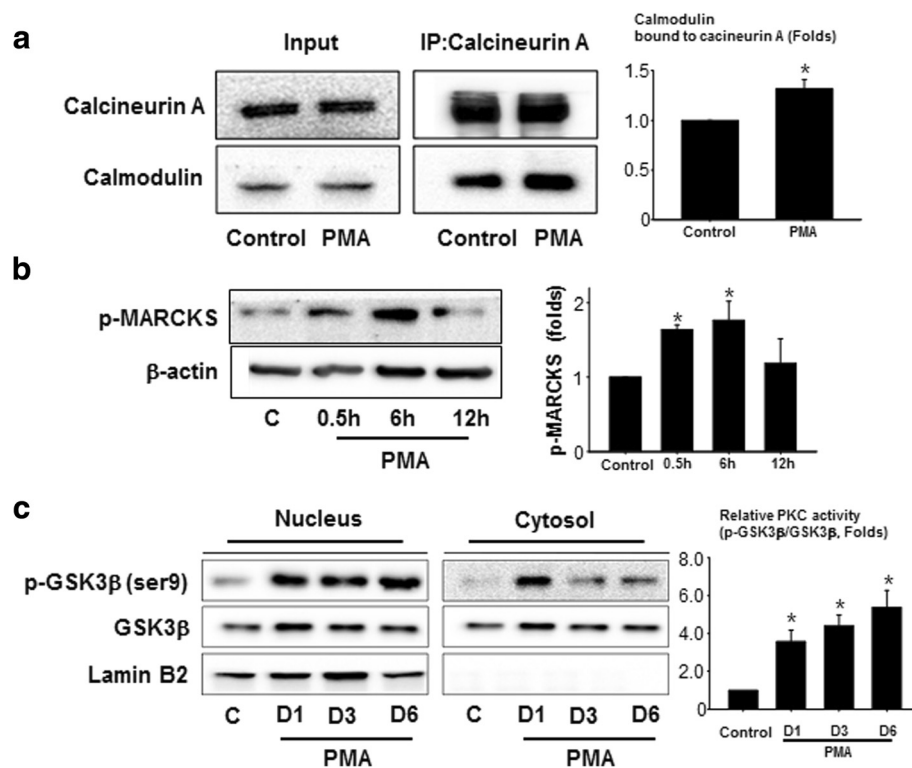 a
Input
IP:Calcineurin A
Calmodulin
bound to cacineurin A (Folds)
Calcineurin A
Calmodulin
Control PMA
Control PMA
1.5
1.0
0.5
*
Control
PMA
b
p-MARCKS
β-actin
C 0.5h 6h 12h
PMA
p-MARCKS (folds)
2
1
0
*
*
Control 0.5h 6h 12h
c
Nucleus
Cytosol
Relative PKC activity
(p-GSK3β/GSK3β, Folds)
p-GSK3β (ser9)
GSK3β
Lamin B2
C D1 D3 D6
PMA
C D1 D3 D6
PMA
8.0
6.0
4.0
2.0
0.0
*
*
*
Control D1 D3 D6
PMA